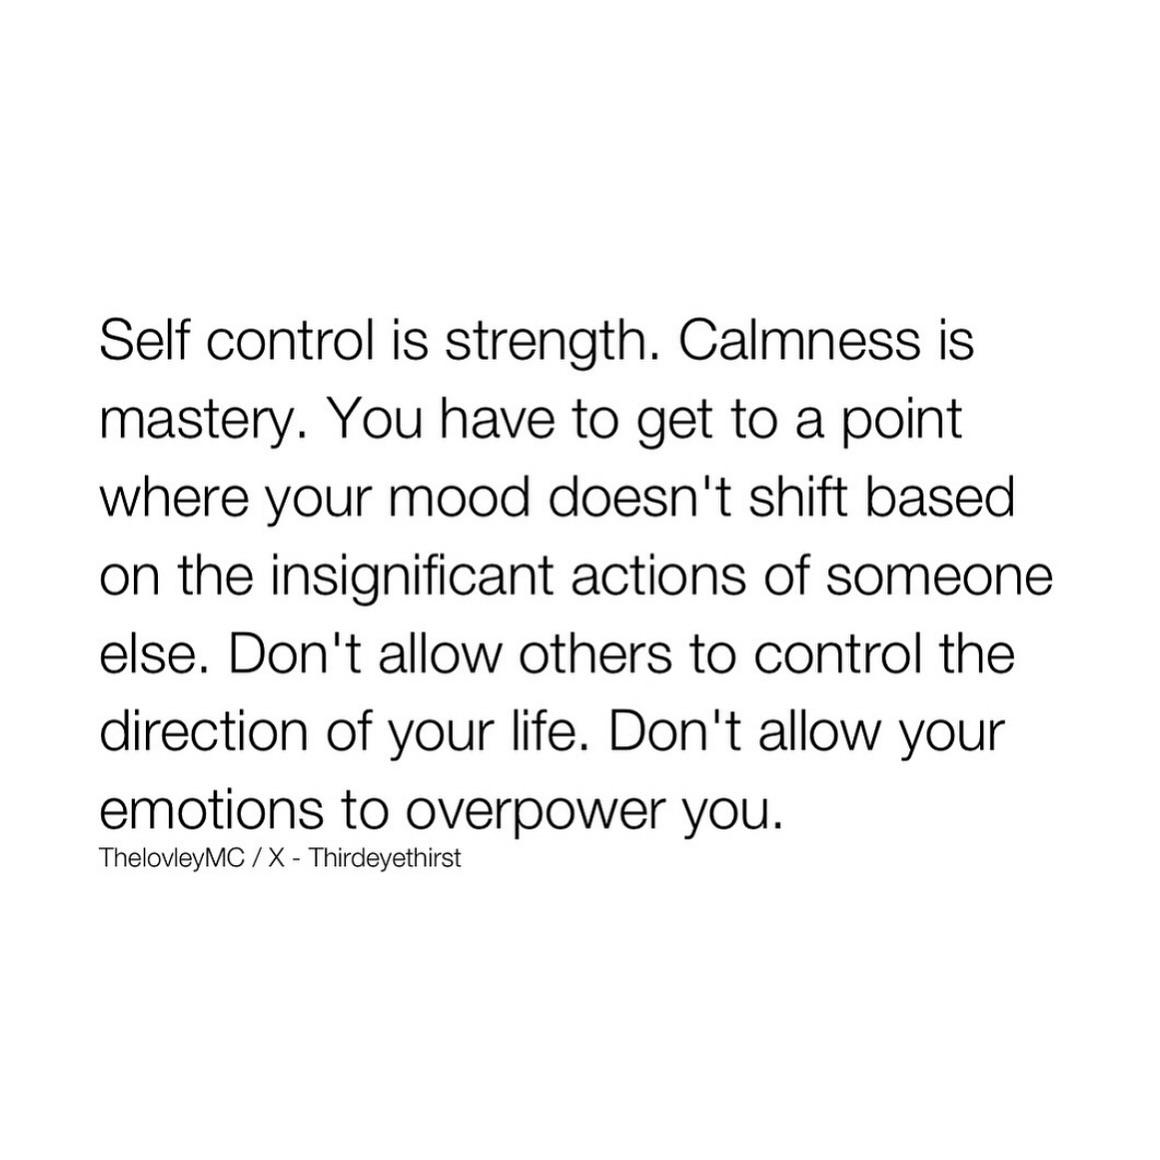 Self control is strength. Calmness is
mastery. You have to get to a point
where your mood doesn't shift based
on the insignificant actions of someone
else. Don't allow others to control the
direction of your life. Don't allow your
emotions to overpower you.
ThelovleyMC / X - Thirdeyethirst